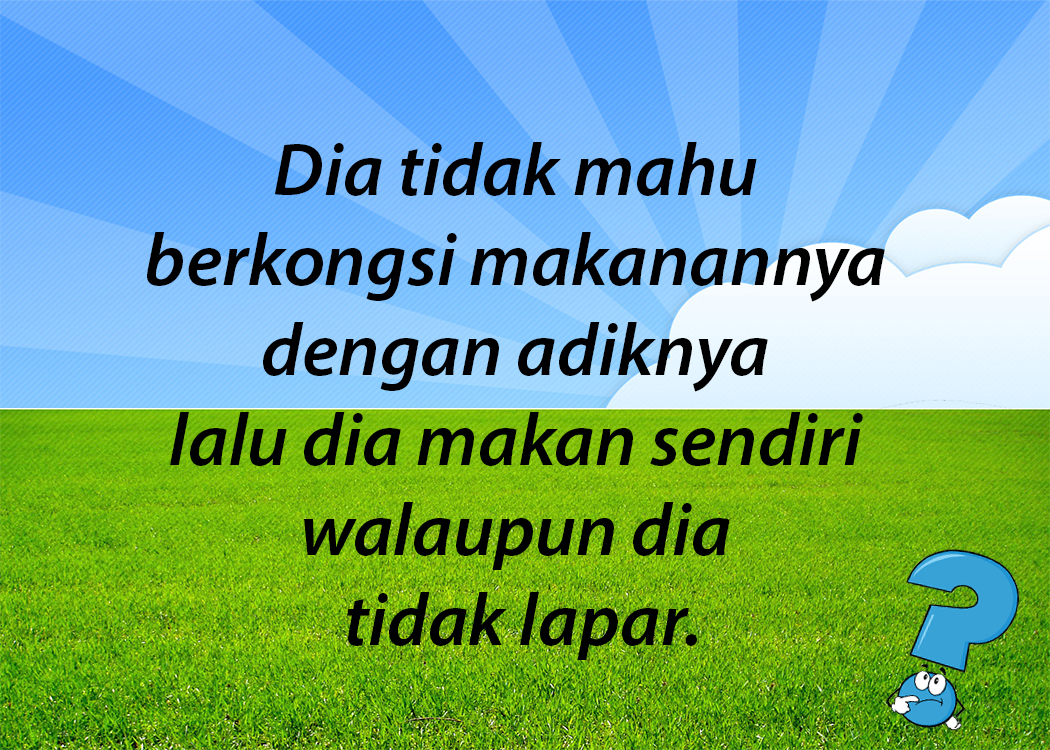 Dia tidak mahu
berkongsi makanannya
dengan adiknya
lalu dia makan sendiri
walaupun dia
tidak lapar.